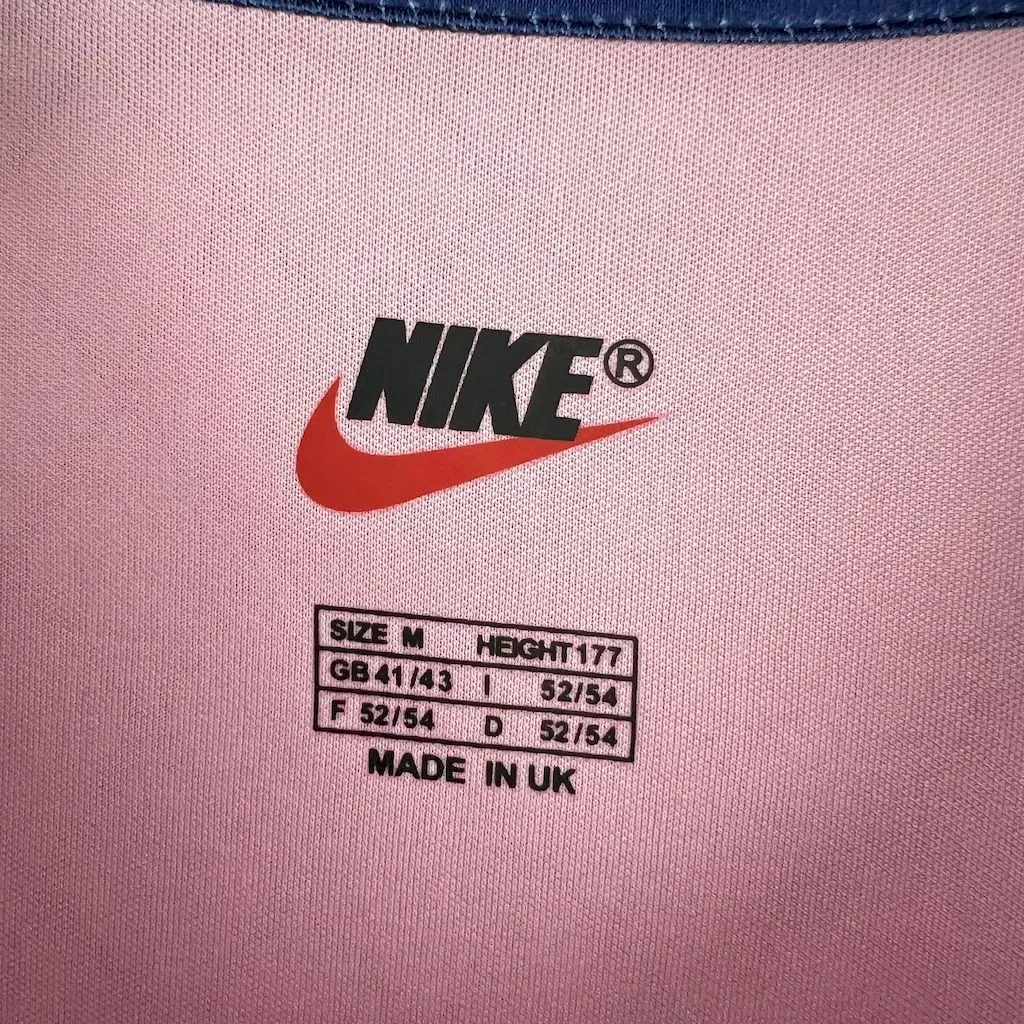 NIKE®
SIZE M HEIGHT 177
GB 41/43 I 52/54
F 52/54 D 52/54
MADE IN UK